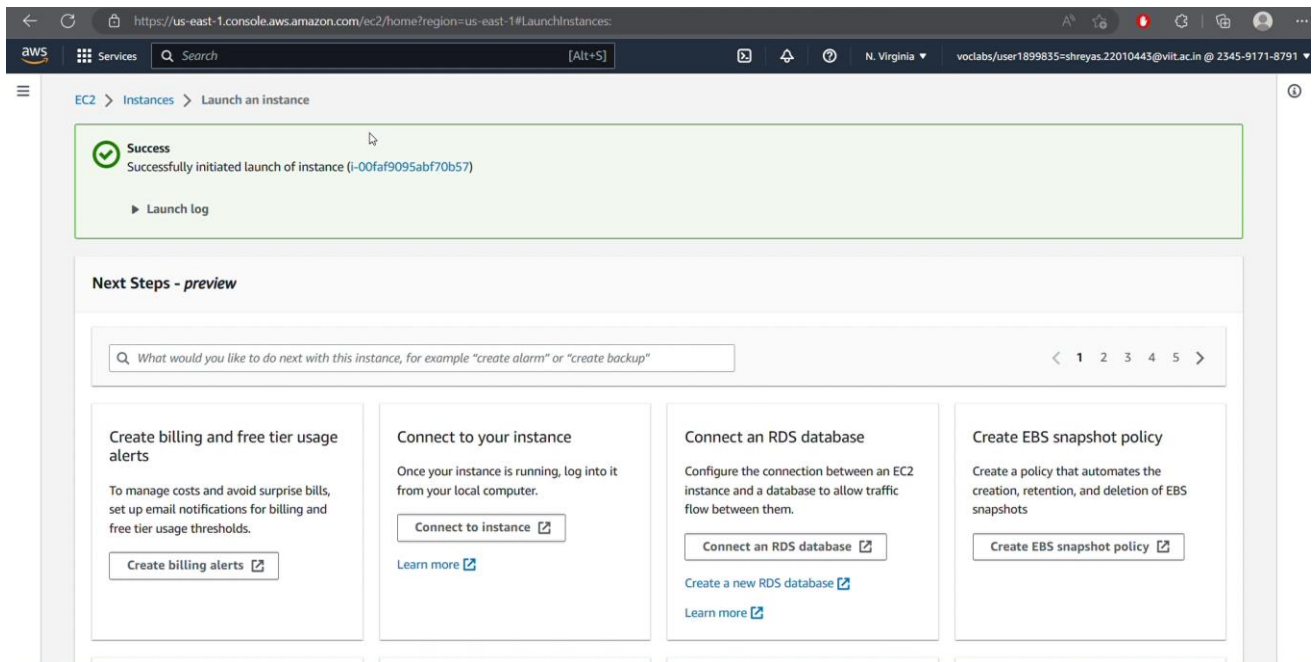 https://us-east-1.console.aws.amazon.com/ec2/home?region=us-east-1#LaunchInstances:
aws Services Search [Alt+S] N. Virginia ▼ voclabs/user1899835=shreyas.22010443@viit.ac.in @ 2345-9171-8791 ▼
EC2 > Instances > Launch an instance
Success
Successfully initiated launch of instance (i-00faf9095abf70b57)
▶ Launch log
Next Steps - preview
What would you like to do next with this instance, for example "create alarm" or "create backup"
< 1 2 3 4 5 >
Create billing and free tier usage
alerts
To manage costs and avoid surprise bills,
set up email notifications for billing and
free tier usage thresholds.
Create billing alerts
Connect to your instance
Once your instance is running, log into it
from your local computer.
Connect to instance
Learn more
Connect an RDS database
Configure the connection between an EC2
instance and a database to allow traffic
flow between them.
Connect an RDS database
Create a new RDS database
Learn more
Create EBS snapshot policy
Create a policy that automates the
creation, retention, and deletion of EBS
snapshots
Create EBS snapshot policy